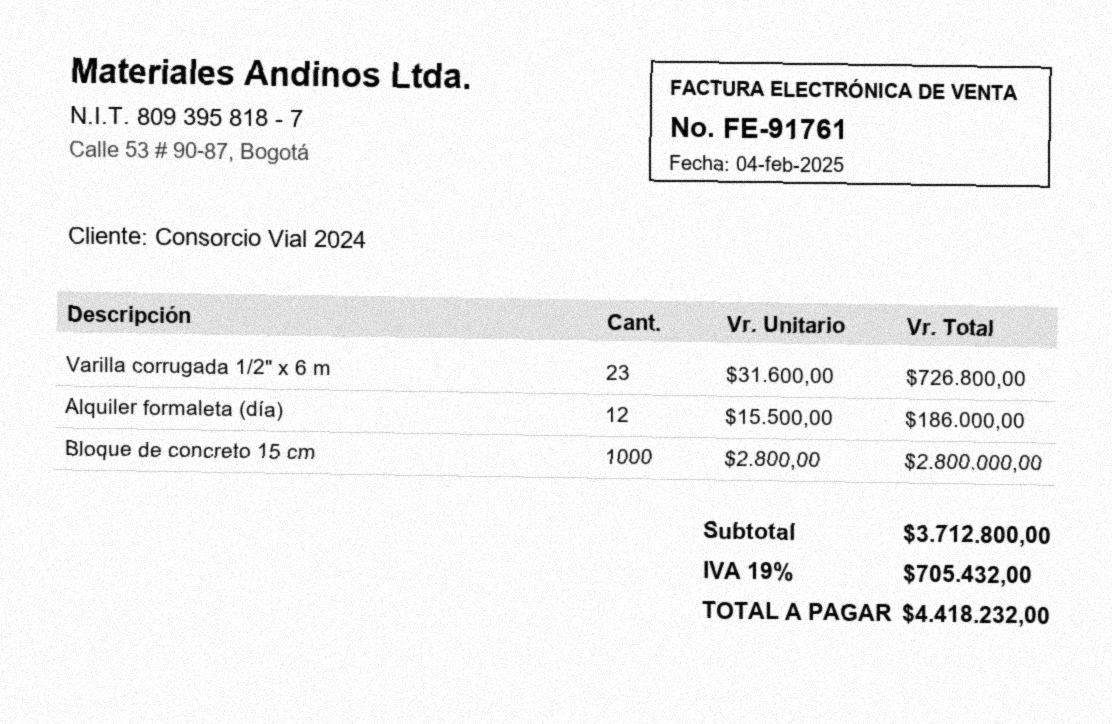 Materiales Andinos Ltda.
N.I.T. 809 395 818 - 7
Calle 53 # 90-87, Bogotá
FACTURA ELECTRÓNICA DE VENTA
No. FE-91761
Fecha: 04-feb-2025
Cliente: Consorcio Vial 2024
Descripción Cant. Vr. Unitario Vr. Total
Varilla corrugada 1/2" x 6 m 23 $31.600,00 $726.800,00
Alquiler formaleta (día) 12 $15.500,00 $186.000,00
Bloque de concreto 15 cm 1000 $2.800,00 $2.800.000,00
Subtotal $3.712.800,00
IVA 19% $705.432,00
TOTAL A PAGAR $4.418.232,00